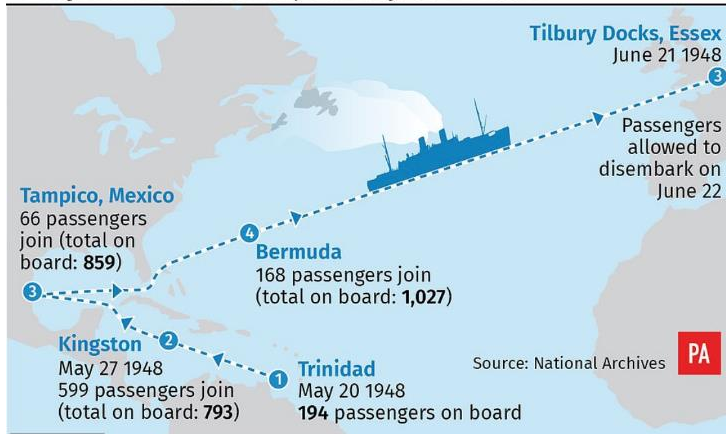 Tilbury Docks, Essex
June 21 1948
3
Passengers
allowed to
disembark on
June 22
Tampico, Mexico
66 passengers
join (total on
board: 859)
3
4
Bermuda
168 passengers join
(total on board: 1,027)
Kingston
2
May 27 1948
599 passengers join
(total on board: 793)
1
Trinidad
May 20 1948
194 passengers on board
Source: National Archives
PA